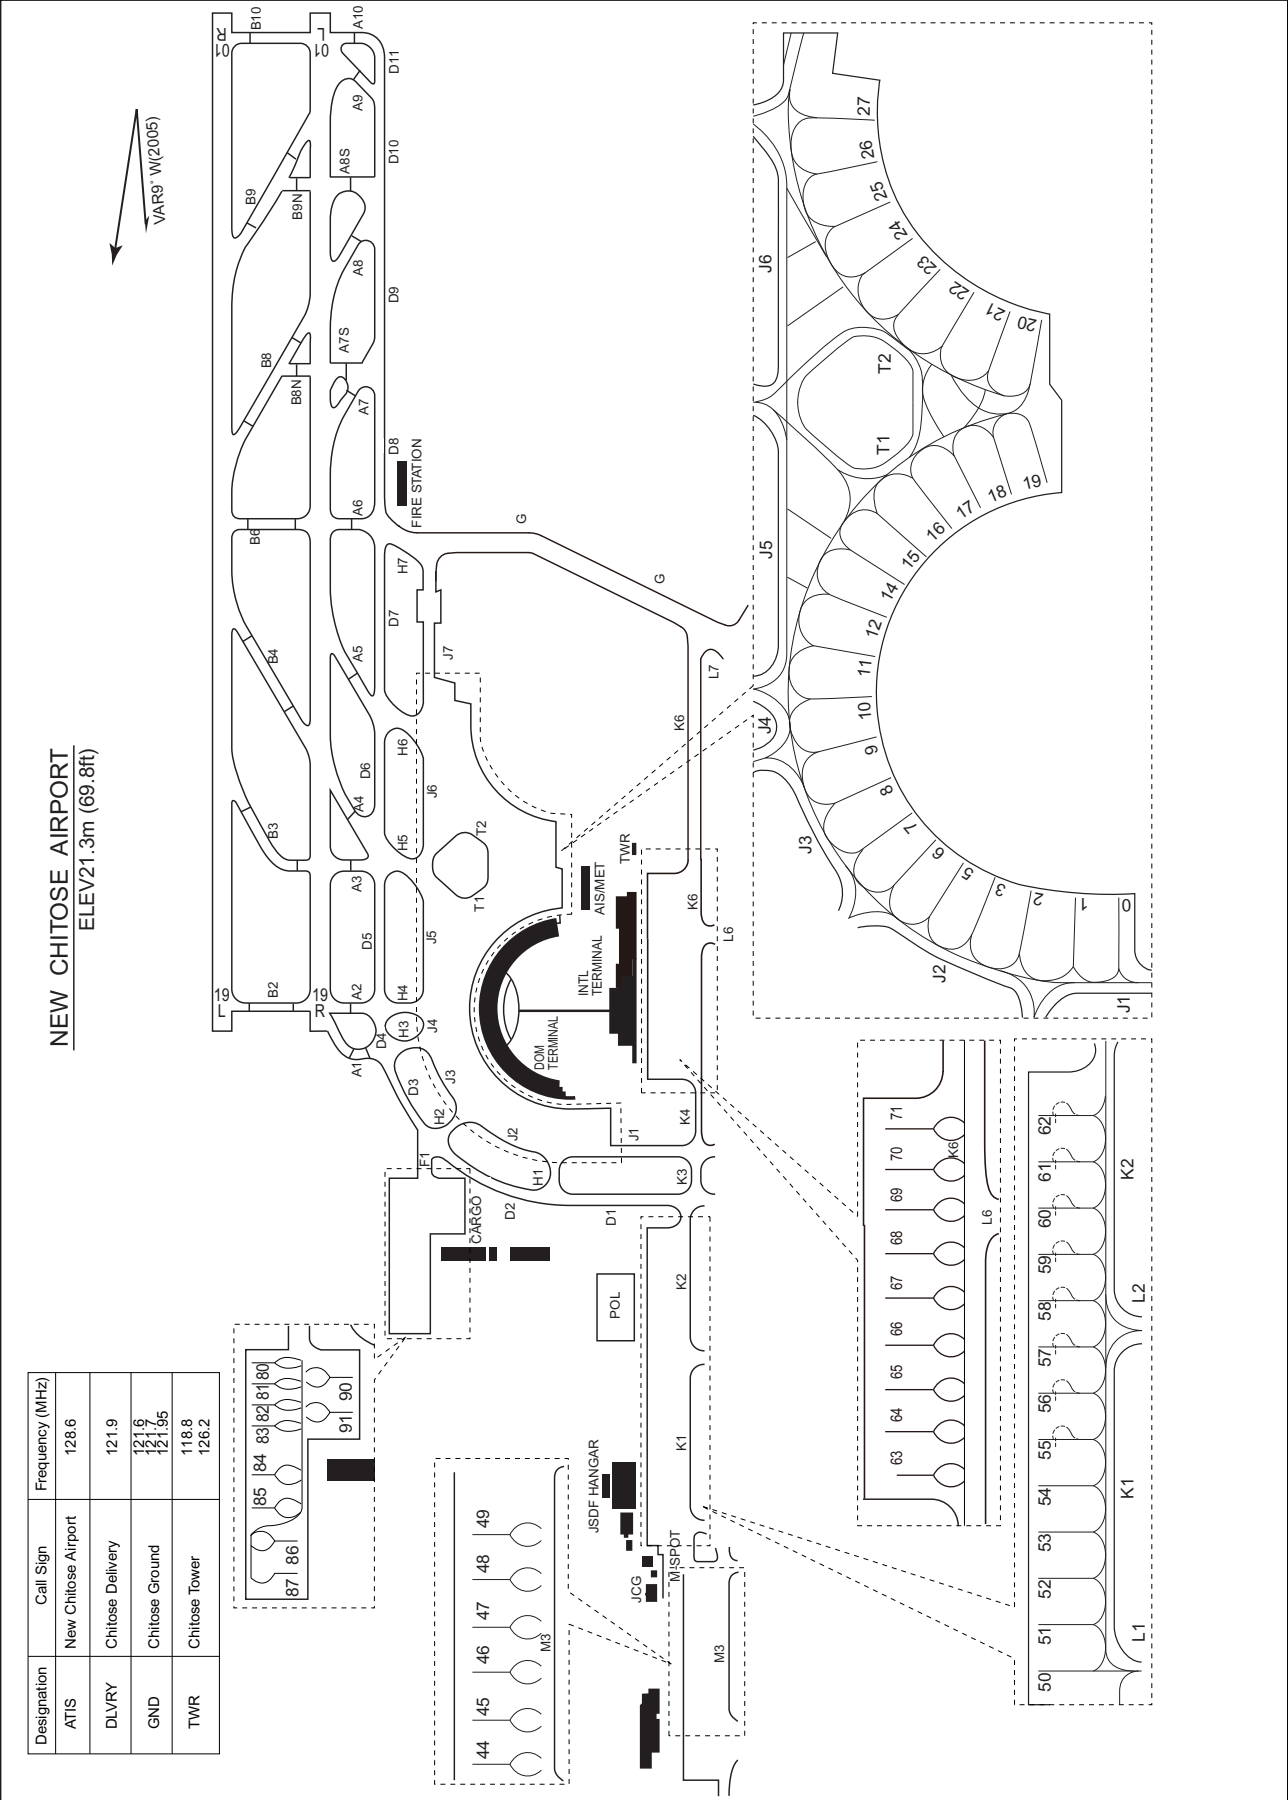 NEW CHITOSE AIRPORT
ELEV21.3m (69.8ft)
VAR9° W(2005)
Designation
Call Sign
Frequency (MHz)
ATIS
New Chitose Airport
128.6
DLVRY
Chitose Delivery
121.9
GND
Chitose Ground
121.6
121.7
121.95
TWR
Chitose Tower
118.8
126.2
19
L
19
R
01
R
01
L
B2
B3
B4
B6
B8
B8N
B9
B9N
B10
A1
A2
A3
A4
A5
A6
A7
A7S
A8
A8S
A9
A10
D1
D2
D3
D4
D5
D6
D7
D8
D9
D10
D11
H1
H2
H3
H4
H5
H6
H7
J1
J2
J3
J4
J5
J6
J7
F1
G
G
T1
T2
K1
K2
K3
K4
K6
K6
L6
L7
M3
FIRE STATION
CARGO
POL
DOM
TERMINAL
INTL
TERMINAL
AIS/MET
TWR
JSDF HANGAR
JCG
M-SPOT
87
86
85
84
83
82
81
80
91
90
44
45
46
47
48
49
M3
63
64
65
66
67
68
69
70
71
K6
L6
50
51
52
53
54
55
56
57
58
59
60
61
62
K1
K2
L1
L2
0
1
2
3
5
6
7
8
9
10
11
12
14
15
16
17
18
19
20
21
22
23
24
25
26
27
J1
J2
J3
J4
J5
J6
T1
T2